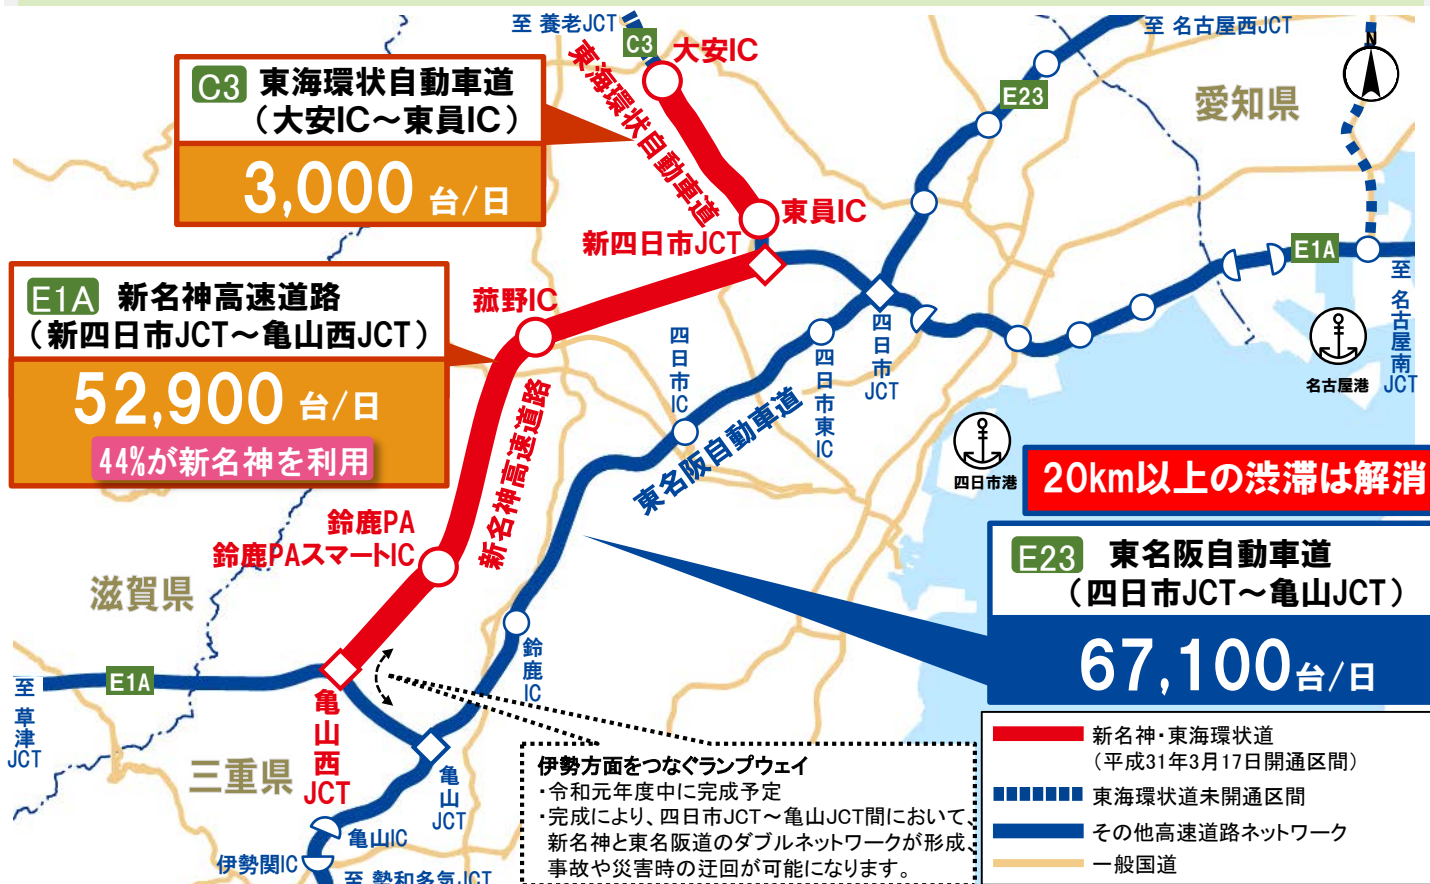 至 養老JCT
C3
大安IC
東海環状自動車道
至 名古屋西JCT
E23
愛知県
N
C3 東海環状自動車道
（大安IC～東員IC）
3,000 台/日
東員IC
新四日市JCT
E1A
至 名古屋南JCT
名古屋港
E1A 新名神高速道路
（新四日市JCT～亀山西JCT）
52,900 台/日
44%が新名神を利用
菰野IC
四日市IC
四日市東IC
四日市JCT
新名神高速道路
東名阪自動車道
四日市港
20km以上の渋滞は解消
E23 東名阪自動車道
（四日市JCT～亀山JCT）
67,100台/日
鈴鹿PA
鈴鹿PAスマートIC
滋賀県
鈴鹿IC
至 草津JCT
E1A
亀山西JCT
三重県
亀山JCT
亀山IC
伊勢関IC
至 勢和多気JCT
伊勢方面をつなぐランプウェイ
・令和元年度中に完成予定
・完成により、四日市JCT～亀山JCT間において、
新名神と東名阪道のダブルネットワークが形成、
事故や災害時の迂回が可能になります。
新名神・東海環状道
（平成31年3月17日開通区間）
東海環状道未開通区間
その他高速道路ネットワーク
一般国道